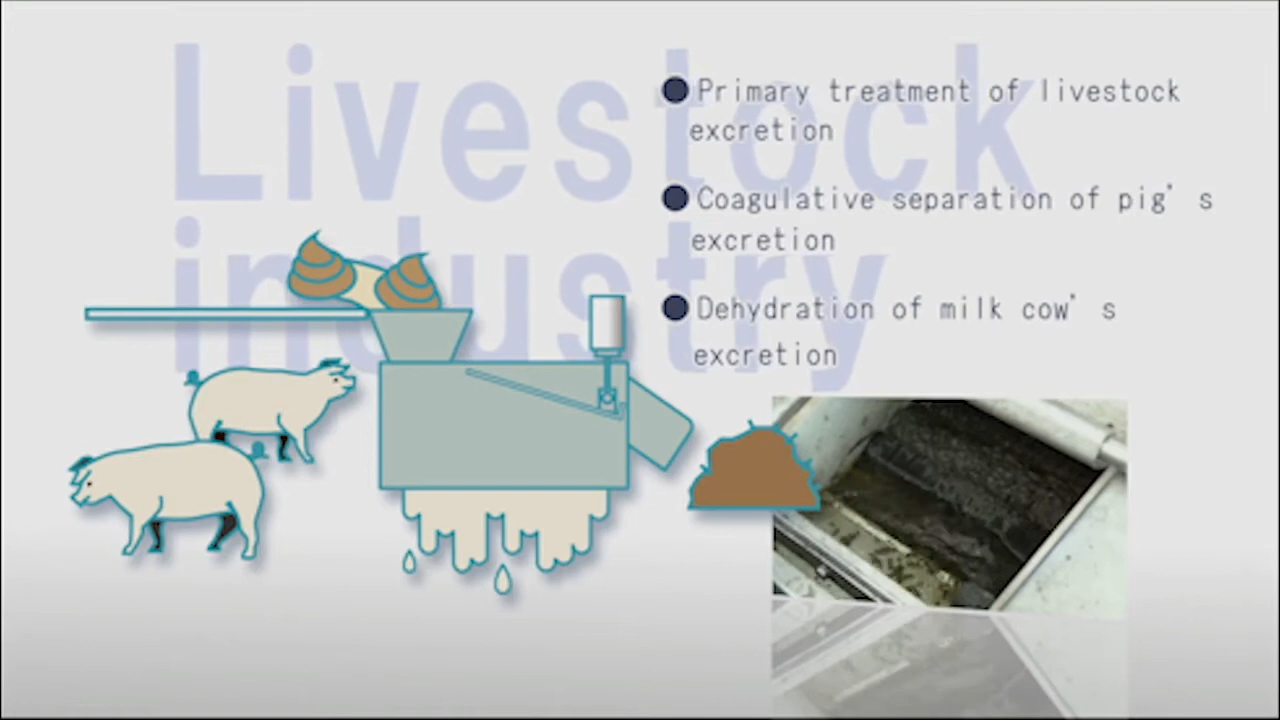 Livestock
industry
●Primary treatment of livestock
excretion
●Coagulative separation of pig's
excretion
●Dehydration of milk cow's
excretion